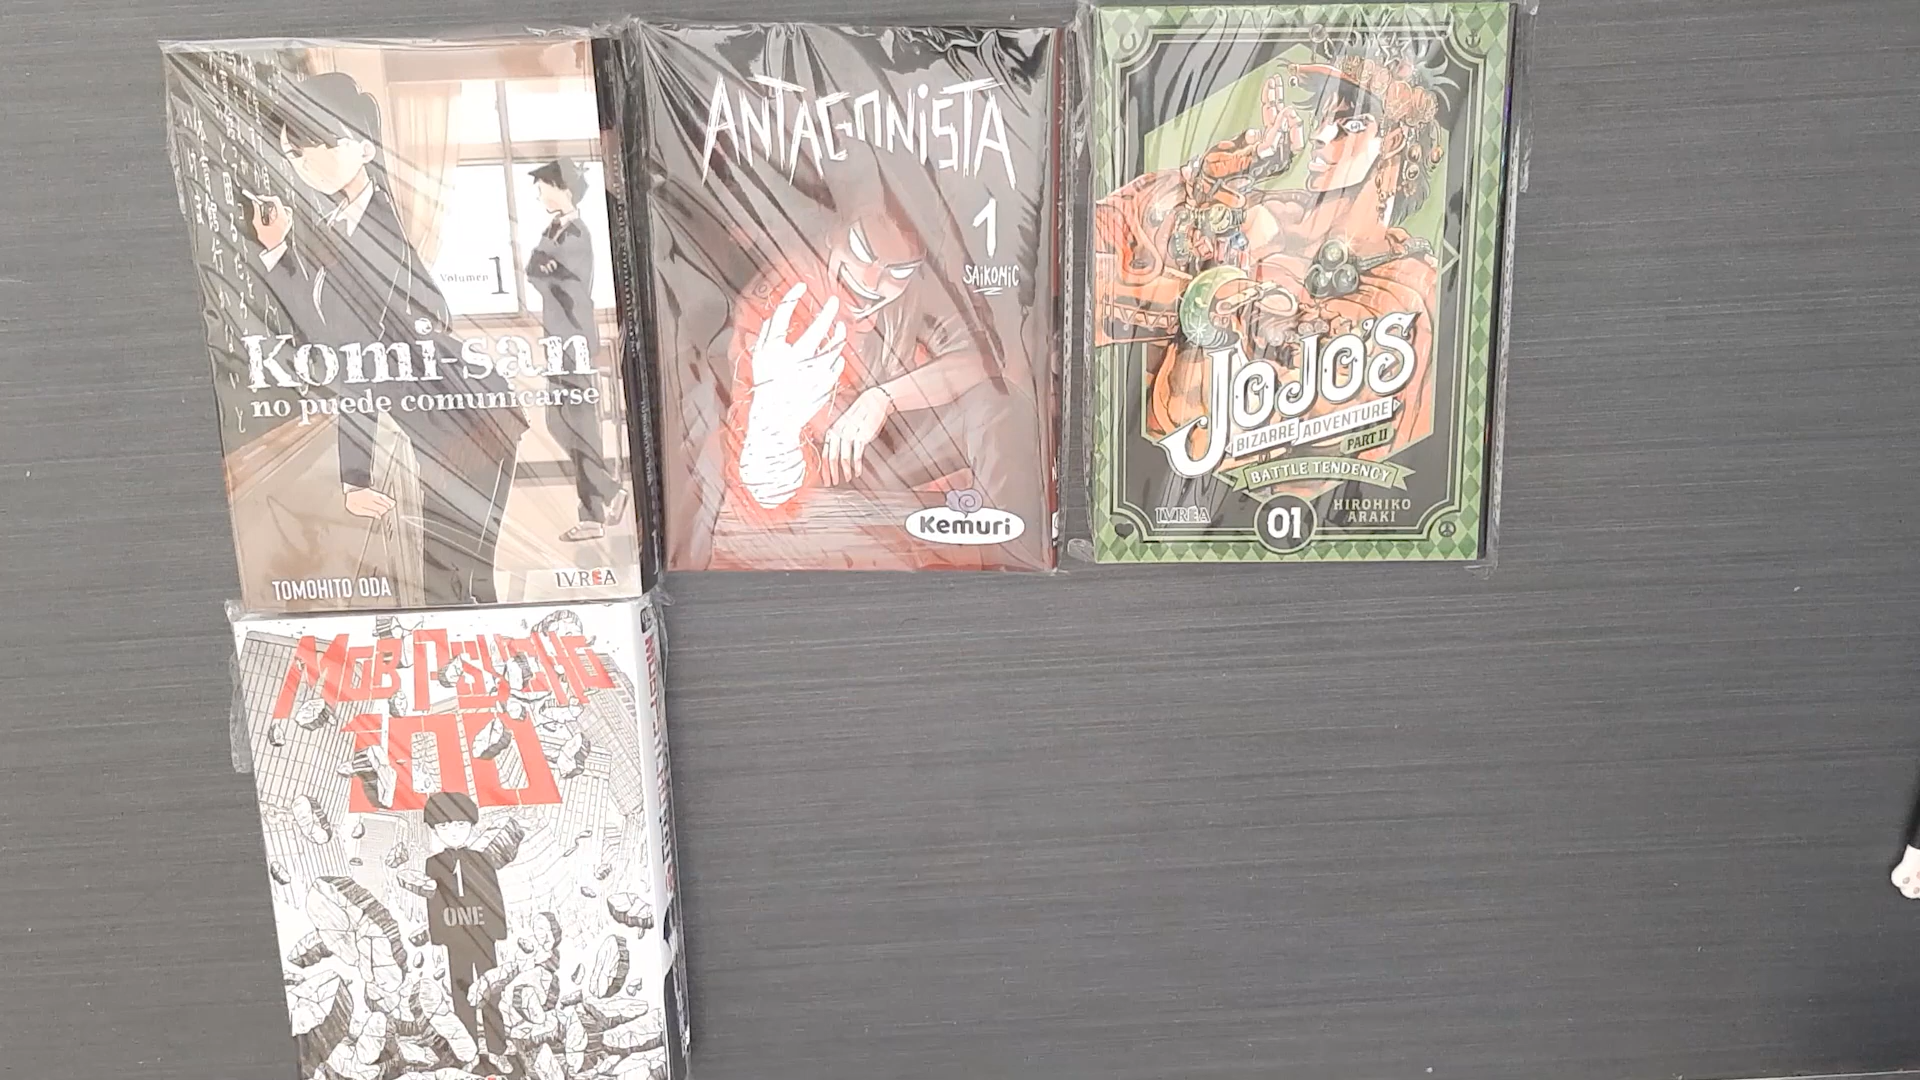 Volumen 1
Komi-san
no puede comunicarse
TOMOHITO ODA
IVREA
ANTAGONiSTA
1
SAiKOMiC
Kemuri
JOJO'S
BIZARRE ADVENTURE
PART II
BATTLE TENDENCY
IVREA
01
HIROHIKO
ARAKI
MOB PSYCHO
100
1
ONE